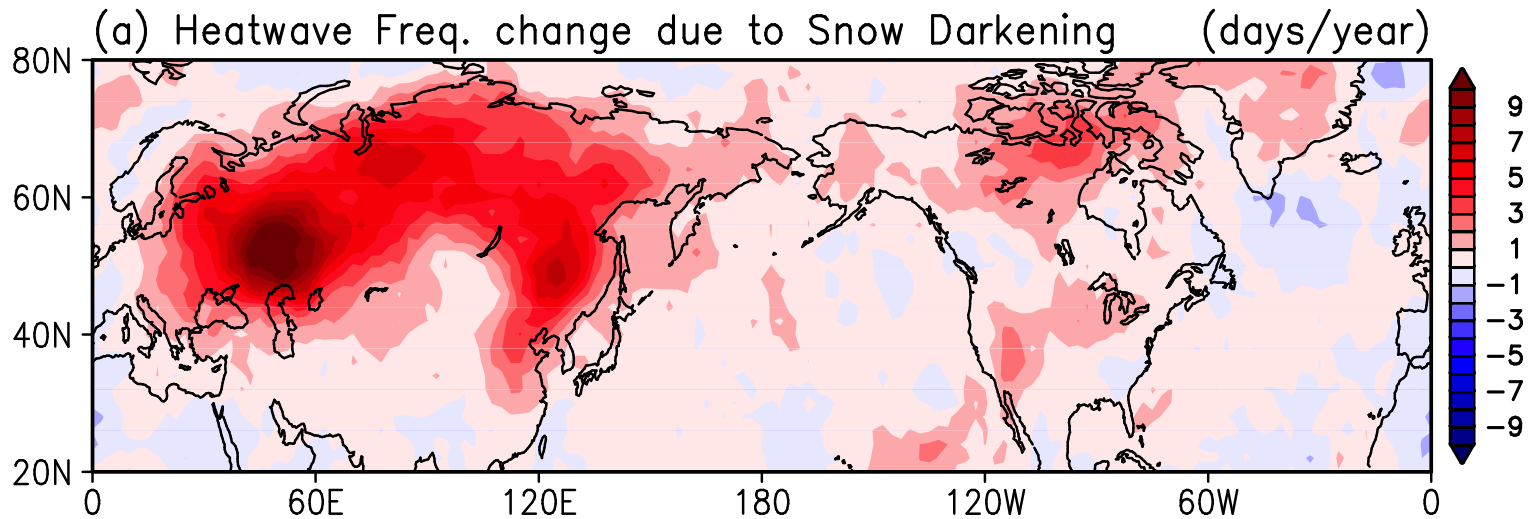 (a) Heatwave Freq. change due to Snow Darkening (days/year)
80N
60N
40N
20N
0 60E 120E 180 120W 60W 0
9
7
5
3
1
−1
−3
−5
−7
−9